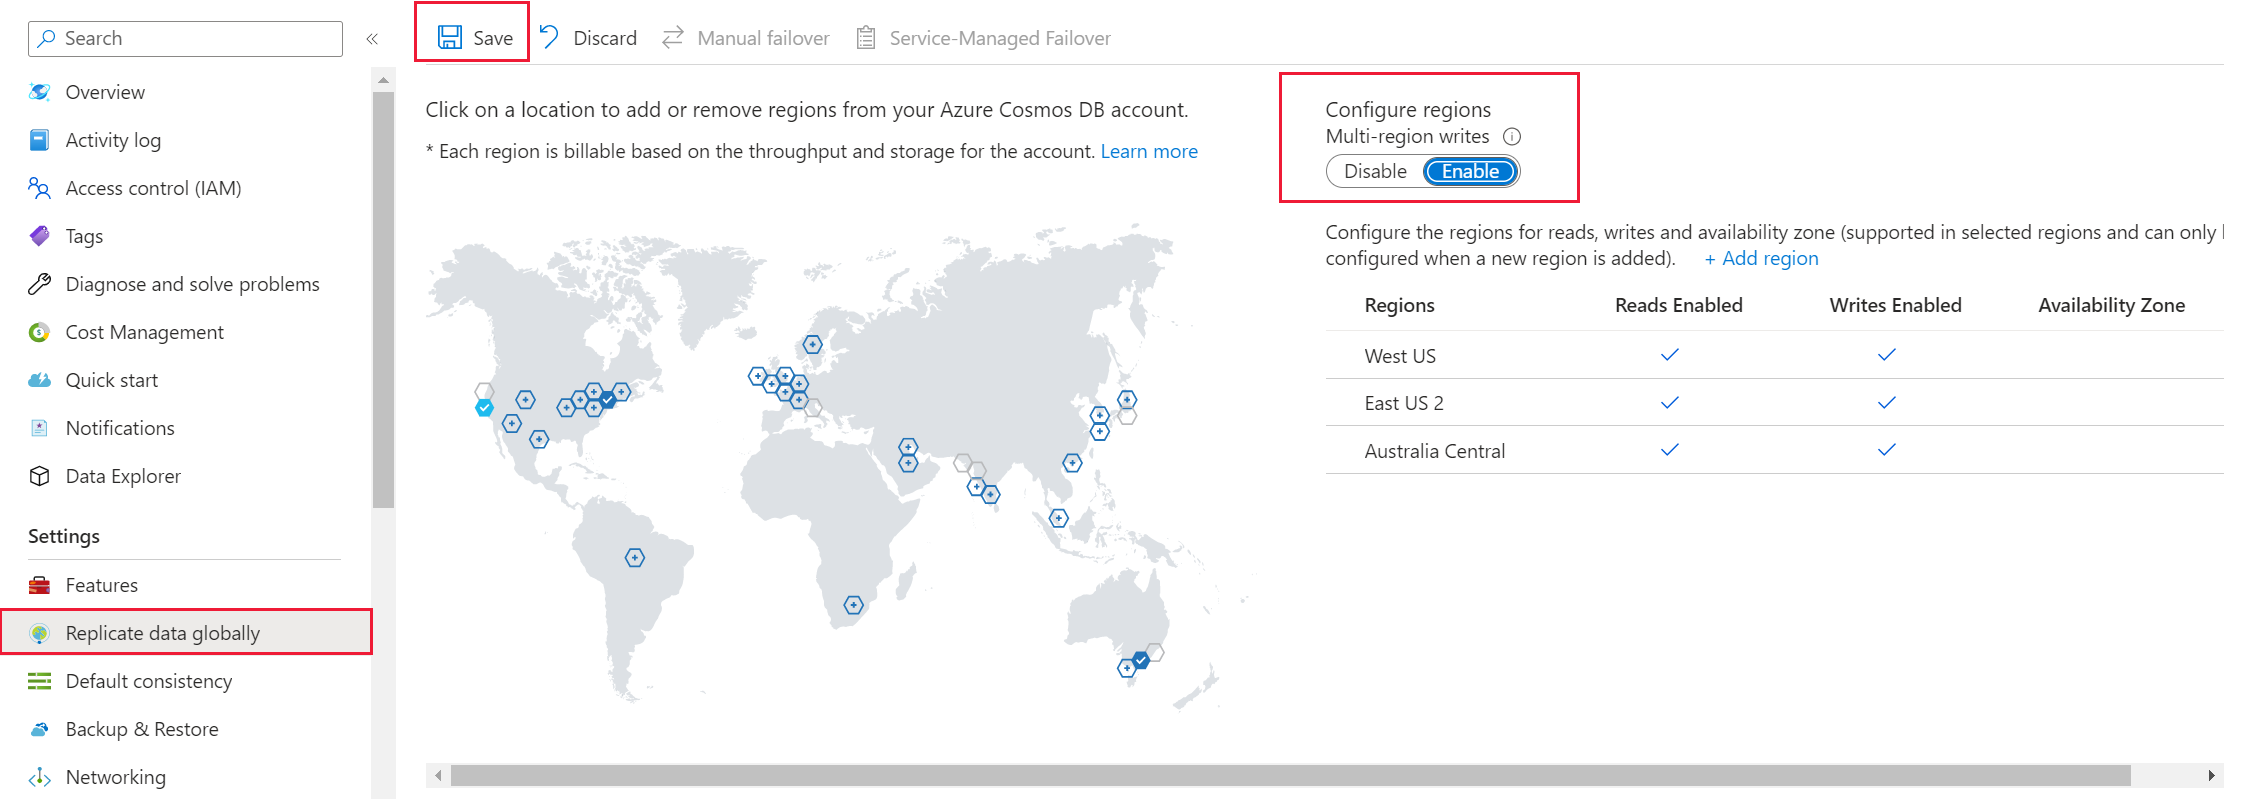 Search
Overview
Activity log
Access control (IAM)
Tags
Diagnose and solve problems
Cost Management
Quick start
Notifications
Data Explorer
Settings
Features
Replicate data globally
Default consistency
Backup & Restore
Networking
Save
Discard
Manual failover
Service-Managed Failover
Click on a location to add or remove regions from your Azure Cosmos DB account.
* Each region is billable based on the throughput and storage for the account. Learn more
Configure regions
Multi-region writes
Disable Enable
Configure the regions for reads, writes and availability zone (supported in selected regions and can only
configured when a new region is added). + Add region
Regions Reads Enabled Writes Enabled Availability Zone
West US
East US 2
Australia Central